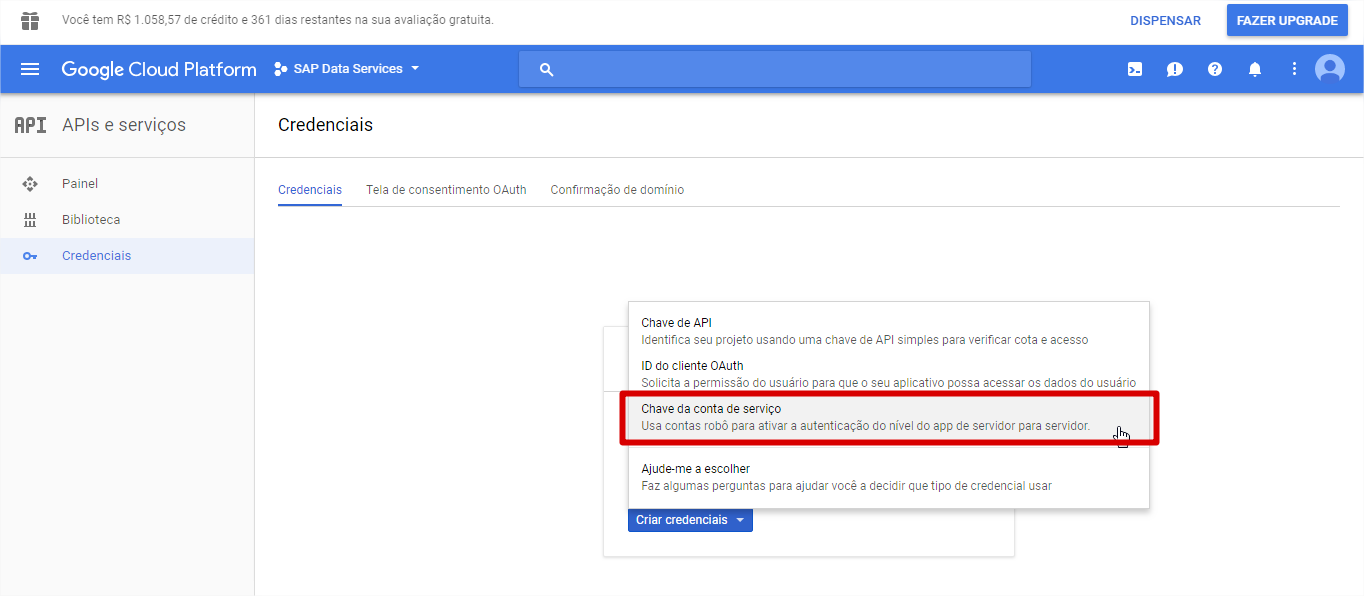 Você tem R$ 1.058,57 de crédito e 361 dias restantes na sua avaliação gratuita.
DISPENSAR
FAZER UPGRADE
Google Cloud Platform
SAP Data Services
API
APIs e serviços
Credenciais
Painel
Biblioteca
Credenciais
Credenciais
Tela de consentimento OAuth
Confirmação de domínio
Chave de API
Identifica seu projeto usando uma chave de API simples para verificar cota e acesso
ID do cliente OAuth
Solicita a permissão do usuário para que o seu aplicativo possa acessar os dados do usuário
Chave da conta de serviço
Usa contas robô para ativar a autenticação do nível do app de servidor para servidor.
Ajude-me a escolher
Faz algumas perguntas para ajudar você a decidir que tipo de credencial usar
Criar credenciais